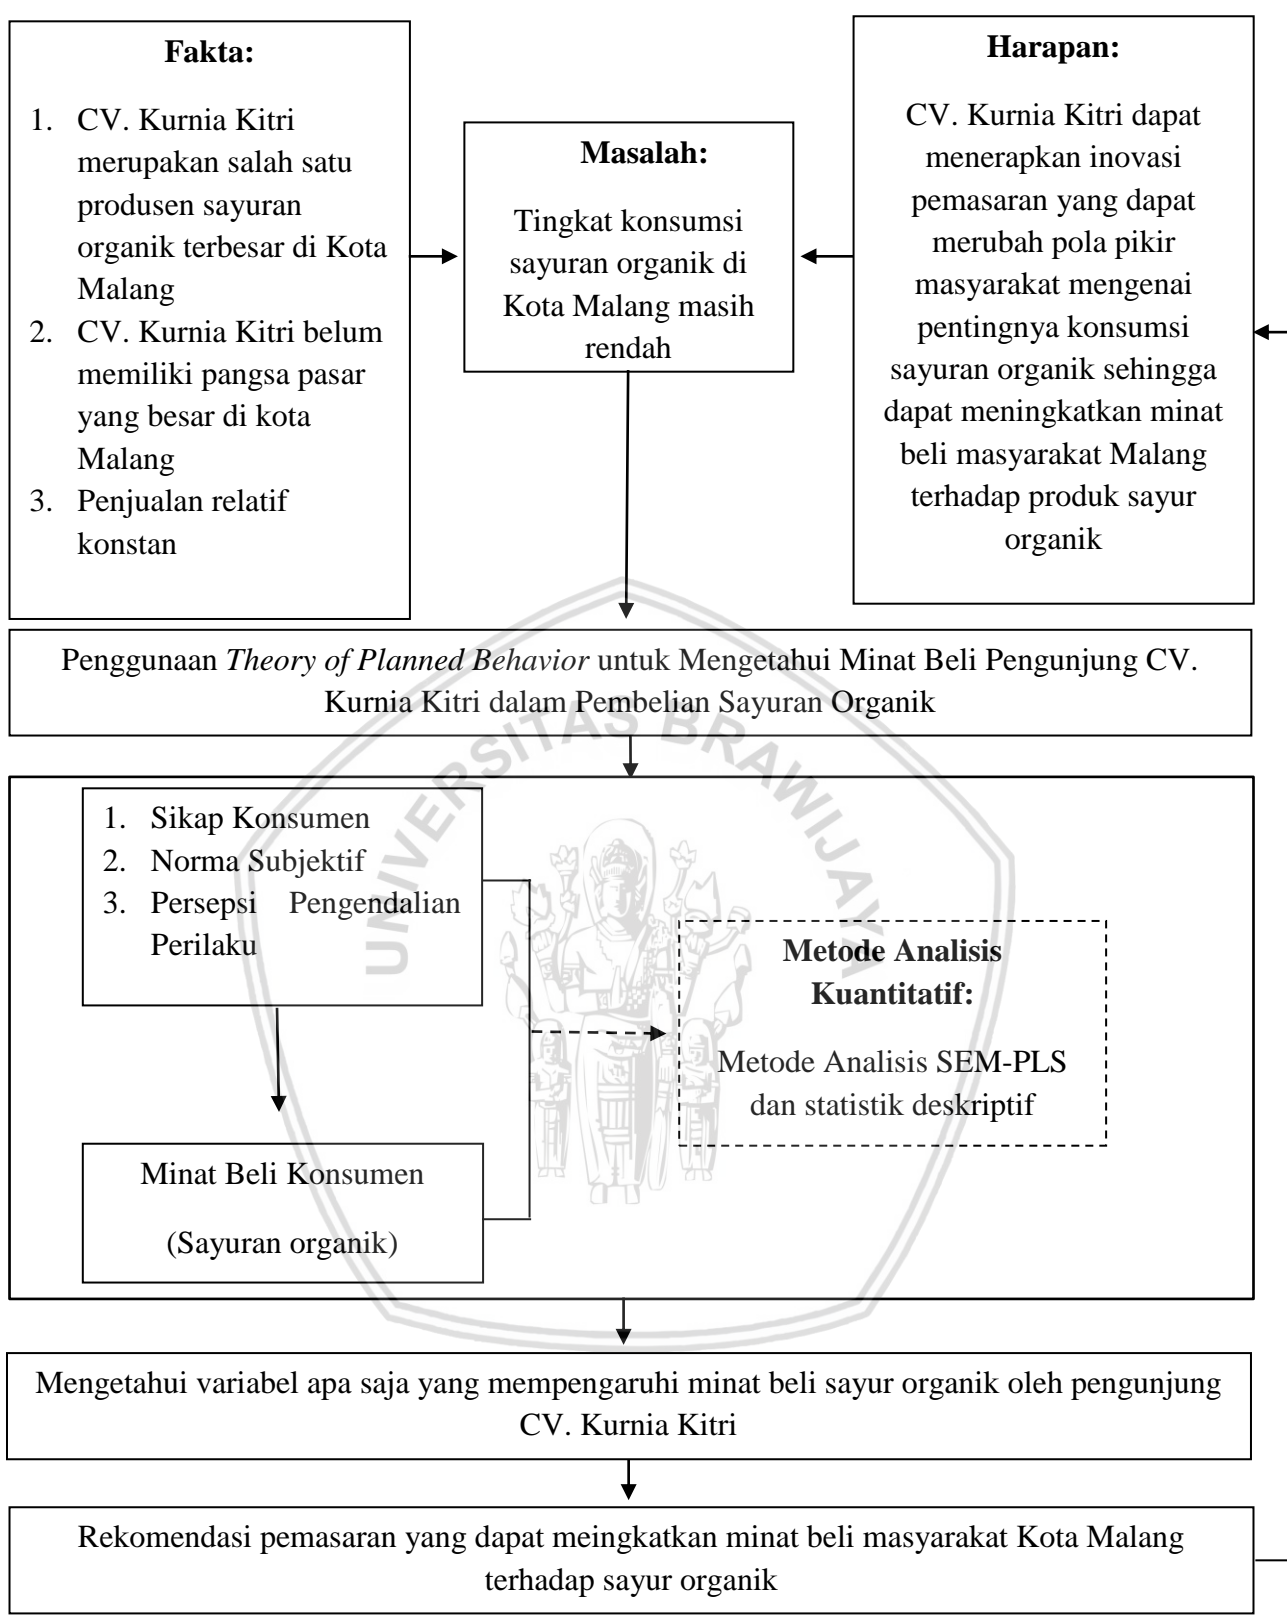 Fakta:
1. CV. Kurnia Kitri
merupakan salah satu
produsen sayuran
organik terbesar di Kota
Malang
2. CV. Kurnia Kitri belum
memiliki pangsa pasar
yang besar di kota
Malang
3. Penjualan relatif
konstan
Masalah:
Tingkat konsumsi
sayuran organik di
Kota Malang masih
rendah
Harapan:
CV. Kurnia Kitri dapat
menerapkan inovasi
pemasaran yang dapat
merubah pola pikir
masyarakat mengenai
pentingnya konsumsi
sayuran organik sehingga
dapat meningkatkan minat
beli masyarakat Malang
terhadap produk sayur
organik
Penggunaan Theory of Planned Behavior untuk Mengetahui Minat Beli Pengunjung CV.
Kurnia Kitri dalam Pembelian Sayuran Organik
UNIVERSITAS BRAWIJAYA
1. Sikap Konsumen
2. Norma Subjektif
3. Persepsi Pengendalian
Perilaku
Metode Analisis
Kuantitatif:
Metode Analisis SEM-PLS
dan statistik deskriptif
Minat Beli Konsumen
(Sayuran organik)
Mengetahui variabel apa saja yang mempengaruhi minat beli sayur organik oleh pengunjung
CV. Kurnia Kitri
Rekomendasi pemasaran yang dapat meingkatkan minat beli masyarakat Kota Malang
terhadap sayur organik